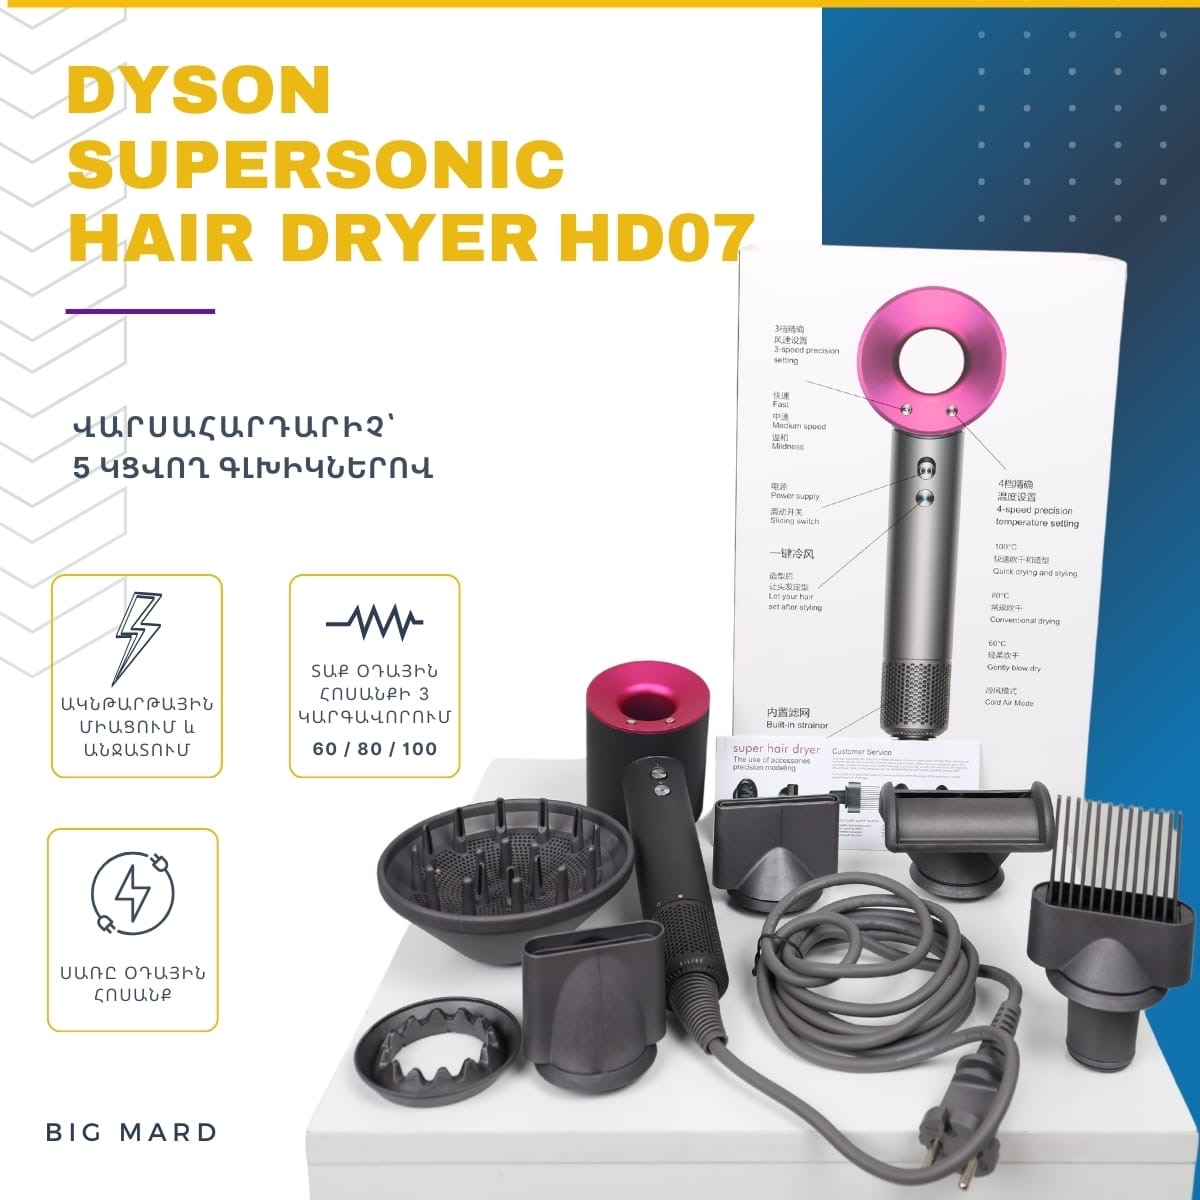 DYSON
SUPERSONIC
HAIR DRYER HD07
ՎԱՐՍԱՀԱՐԴԱՐԻՉ՝
5 ԿՑՎՈՂ ԳԼԽԻԿՆԵՐՈՎ
ԱԿՆԹԱՐԹԱՅԻՆ
ՄԻԱՑՈՒՄ և
ԱՆՋԱՏՈՒՄ
ՏԱՔ ՕԴԱՅԻՆ
ՀՈՍԱՆՔԻ 3
ԿԱՐԳԱՎՈՐՈՒՄ
60 / 80 / 100
ՍԱՌԸ ՕԴԱՅԻՆ
ՀՈՍԱՆՔ
BIG MARD
3档精确
风速设置
3-speed precision
setting
快速
Fast
中速
Medium speed
温和
Mildness
电源
Power supply
滑动开关
Slicing switch
一键冷风
造型后
让头发定型
Let your hair
set after styling
内置滤网
Built-in strainer
4档精确
温度设置
4-speed precision
temperature setting
100°C
快速吹干和造型
Quick drying and styling
80°C
常规吹干
Conventional drying
60°C
轻柔吹干
Gently blow dry
冷风模式
Cold Air Mode
super hair dryer
The use of accessories
precision modeling
Customer Service